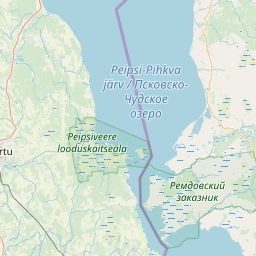 Peipsi-Pihkva
järv / Псковско-
Чудское
озеро
Peipsiveere
looduskaitseala
rtu
Ремдовский
заказник